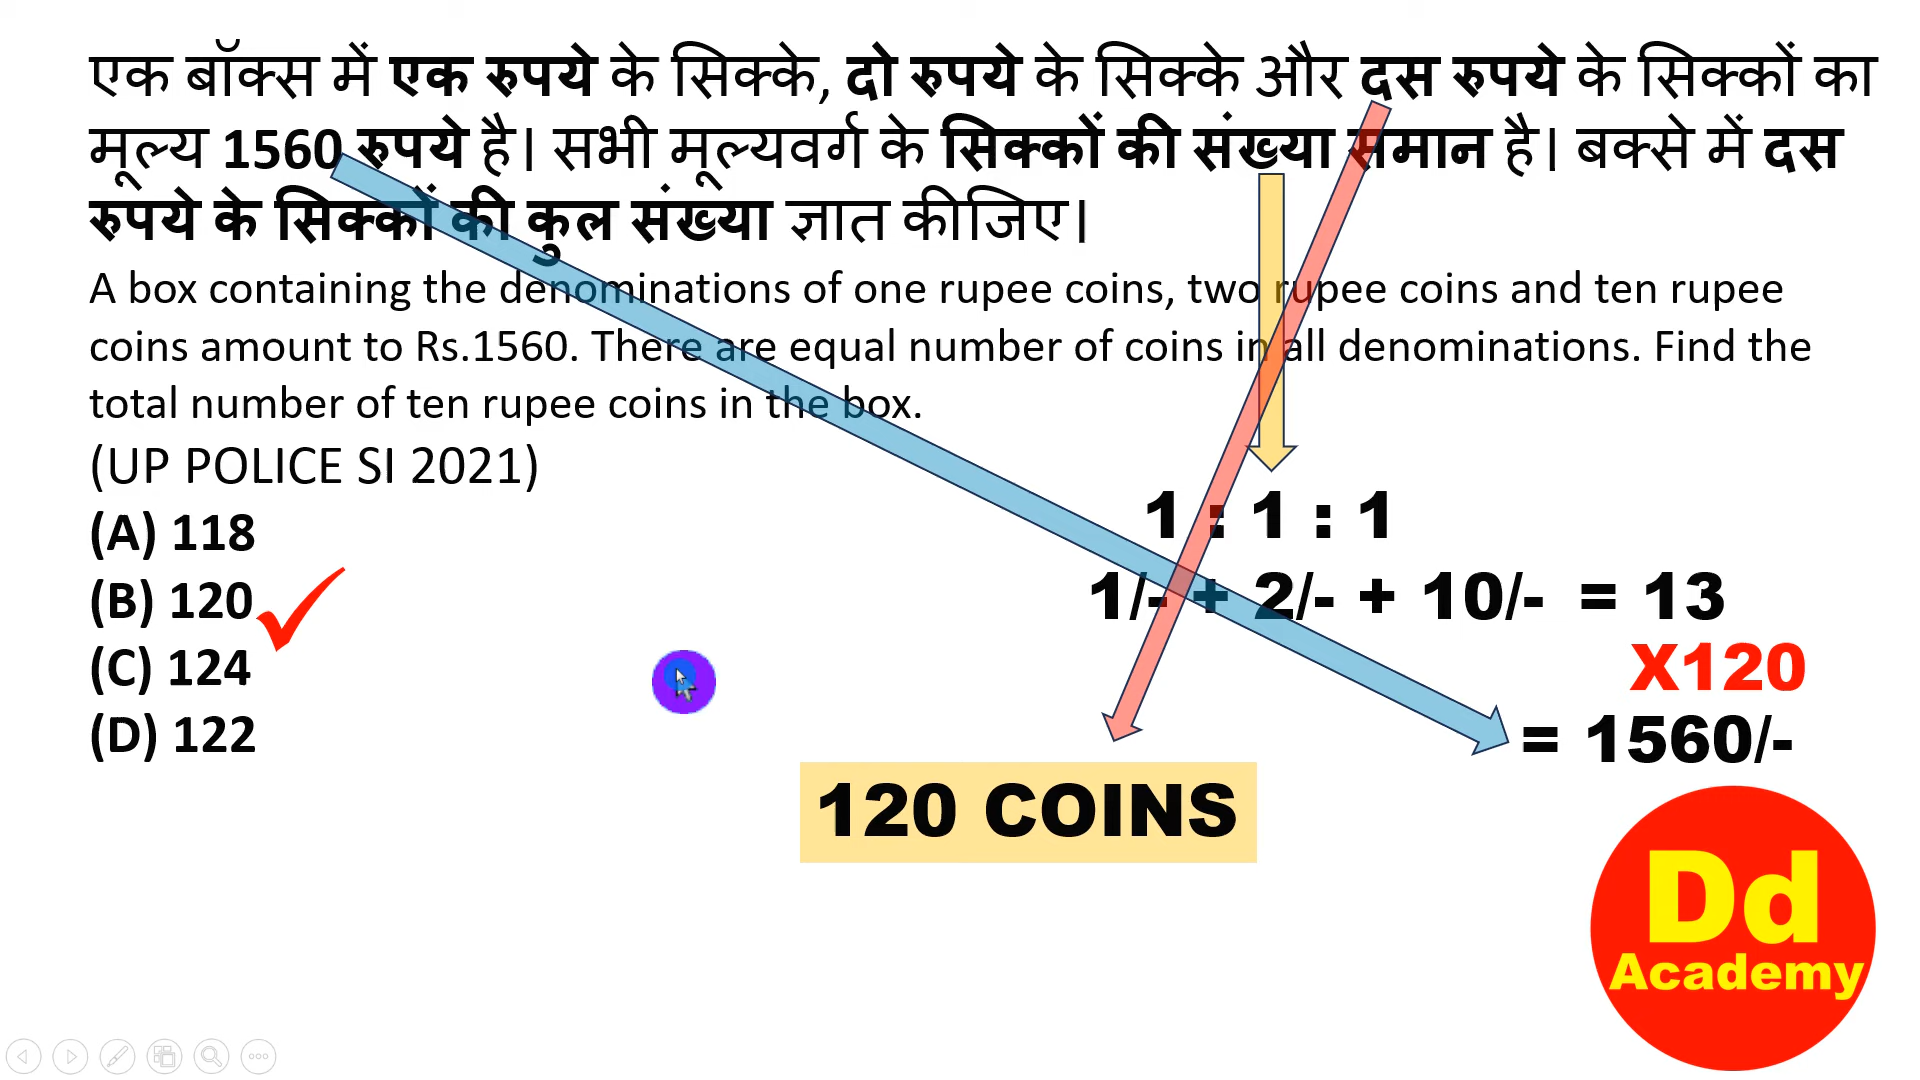 एक बॉक्स में एक रुपये के सिक्के, दो रुपये के सिक्के और दस रुपये के सिक्कों का
मूल्य 1560 रुपये है। सभी मूल्यवर्ग के सिक्कों की संख्या समान है। बक्से में दस
रुपये के सिक्कों की कुल संख्या ज्ञात कीजिए।
A box containing the denominations of one rupee coins, two rupee coins and ten rupee
coins amount to Rs.1560. There are equal number of coins in all denominations. Find the
total number of ten rupee coins in the box.
(UP POLICE SI 2021)
(A) 118
(B) 120
(C) 124
(D) 122
1 : 1 : 1
1/- + 2/- + 10/- = 13
X120
= 1560/-
120 COINS
Dd
Academy